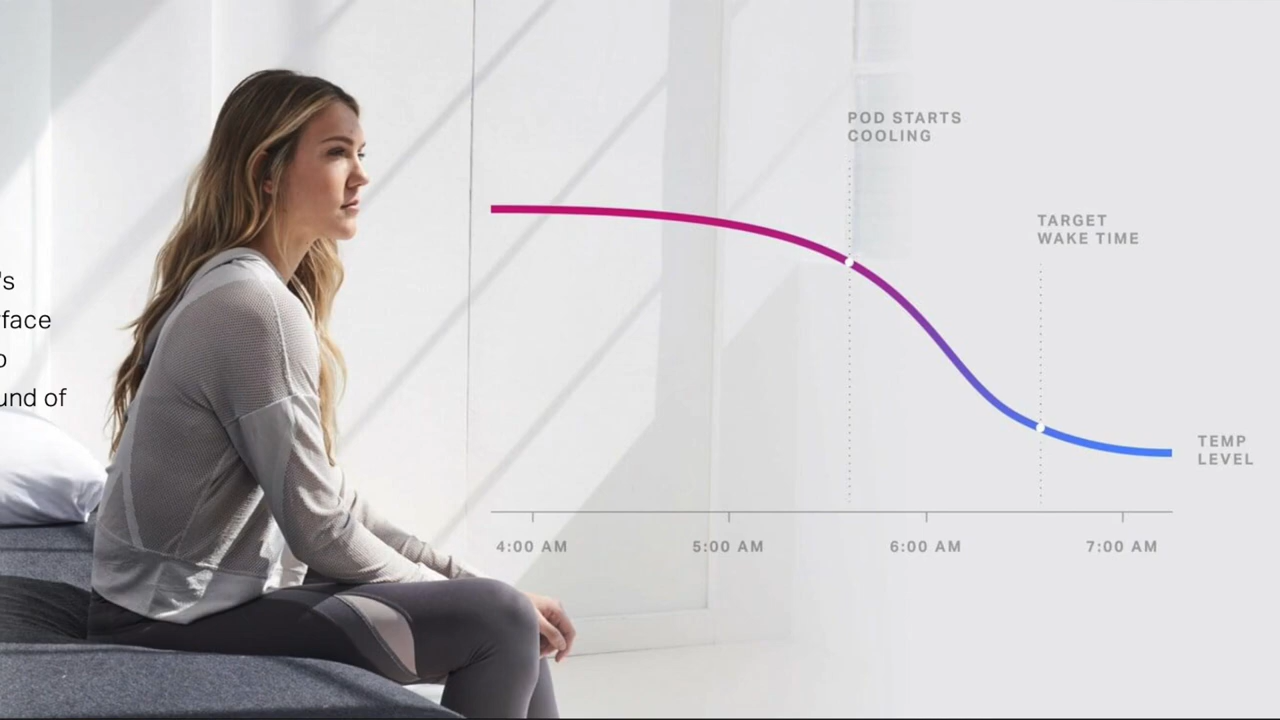 's
face
o
und of
POD STARTS
COOLING
TARGET
WAKE TIME
TEMP
LEVEL
4:00 AM
5:00 AM
6:00 AM
7:00 AM